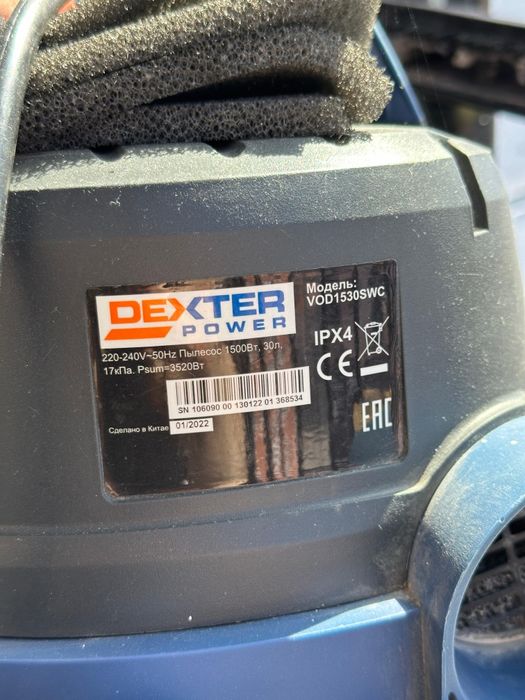 DEXTER
POWER
Модель:
VOD1530SWC
220-240V~50Hz Пылесос 1500Вт, 30л,
17кПа. Psum=3520Вт
IPX4
CE
SN 106090 00 130122 01 368534
Сделано в Китае 01/2022
EAC